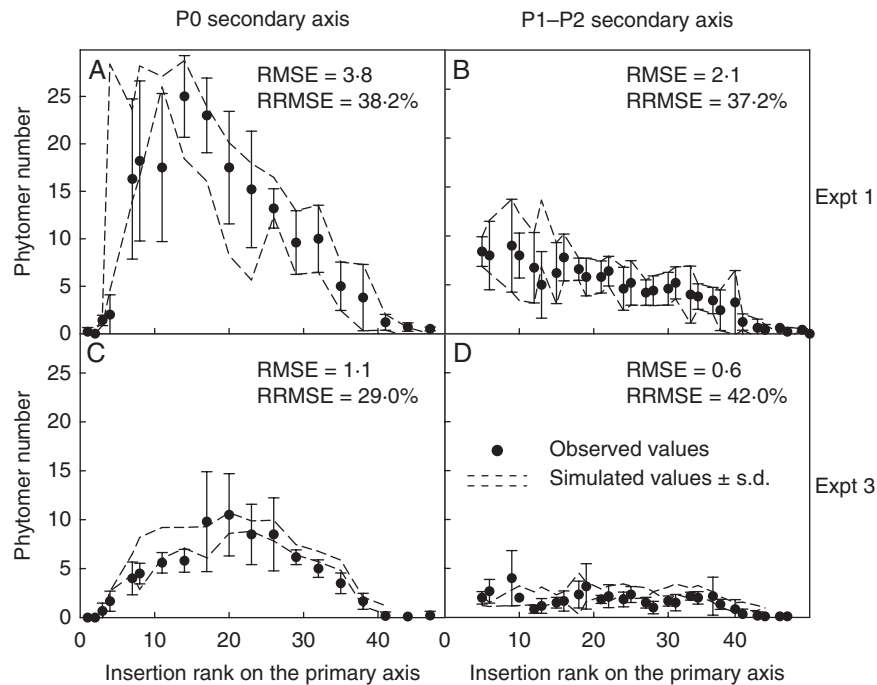 P0 secondary axis
P1–P2 secondary axis
A
RMSE = 3·8
RRMSE = 38·2%
B
RMSE = 2·1
RRMSE = 37·2%
Expt 1
Phytomer number
25
20
15
10
5
0
C
RMSE = 1·1
RRMSE = 29·0%
D
RMSE = 0·6
RRMSE = 42·0%
Observed values
Simulated values ± s.d.
Expt 3
Phytomer number
25
20
15
10
5
0
0 10 20 30 40
0 10 20 30 40
Insertion rank on the primary axis
Insertion rank on the primary axis